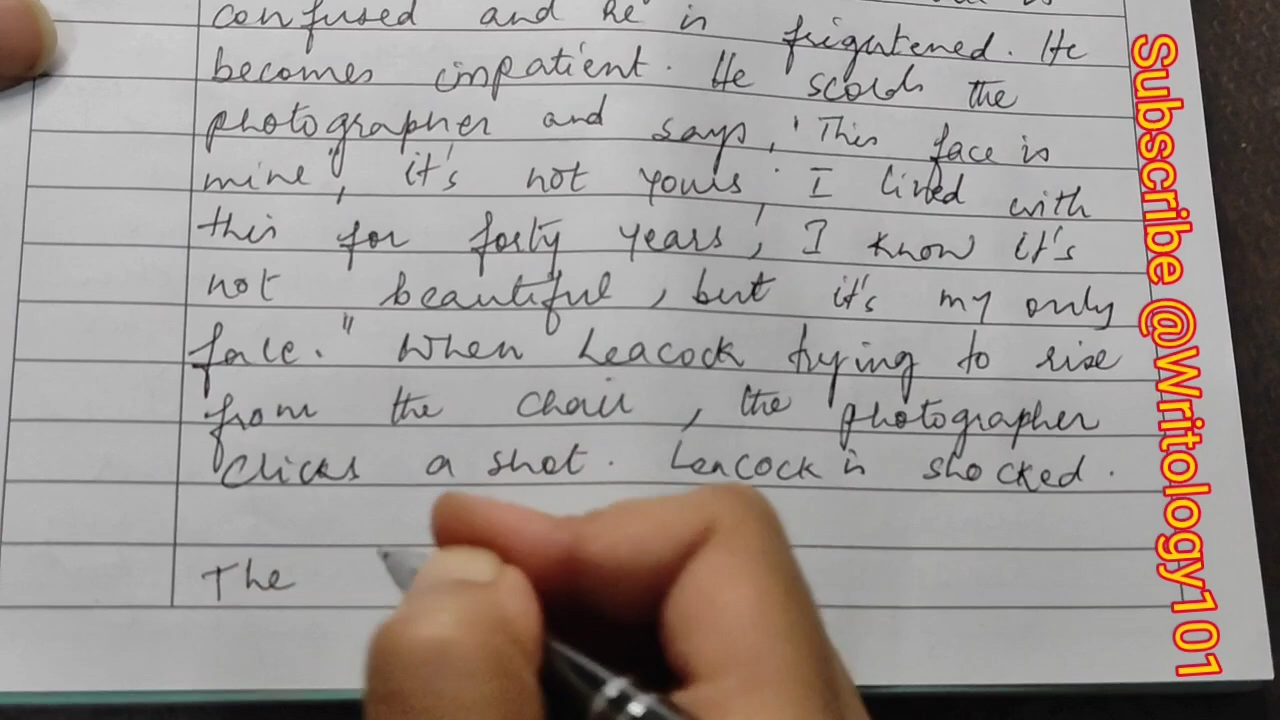 confused and he is frightened. He
becomes impatient. He scolds the
photographer and says, 'This face is
mine", it's not yours. I lived with
this for forty years', I know it's
not beautiful, but it's my only
face." When Leacock trying to rise
from the chair, the photographer
clicks a shot. Leacock is shocked.
The
Subscribe @Writology101